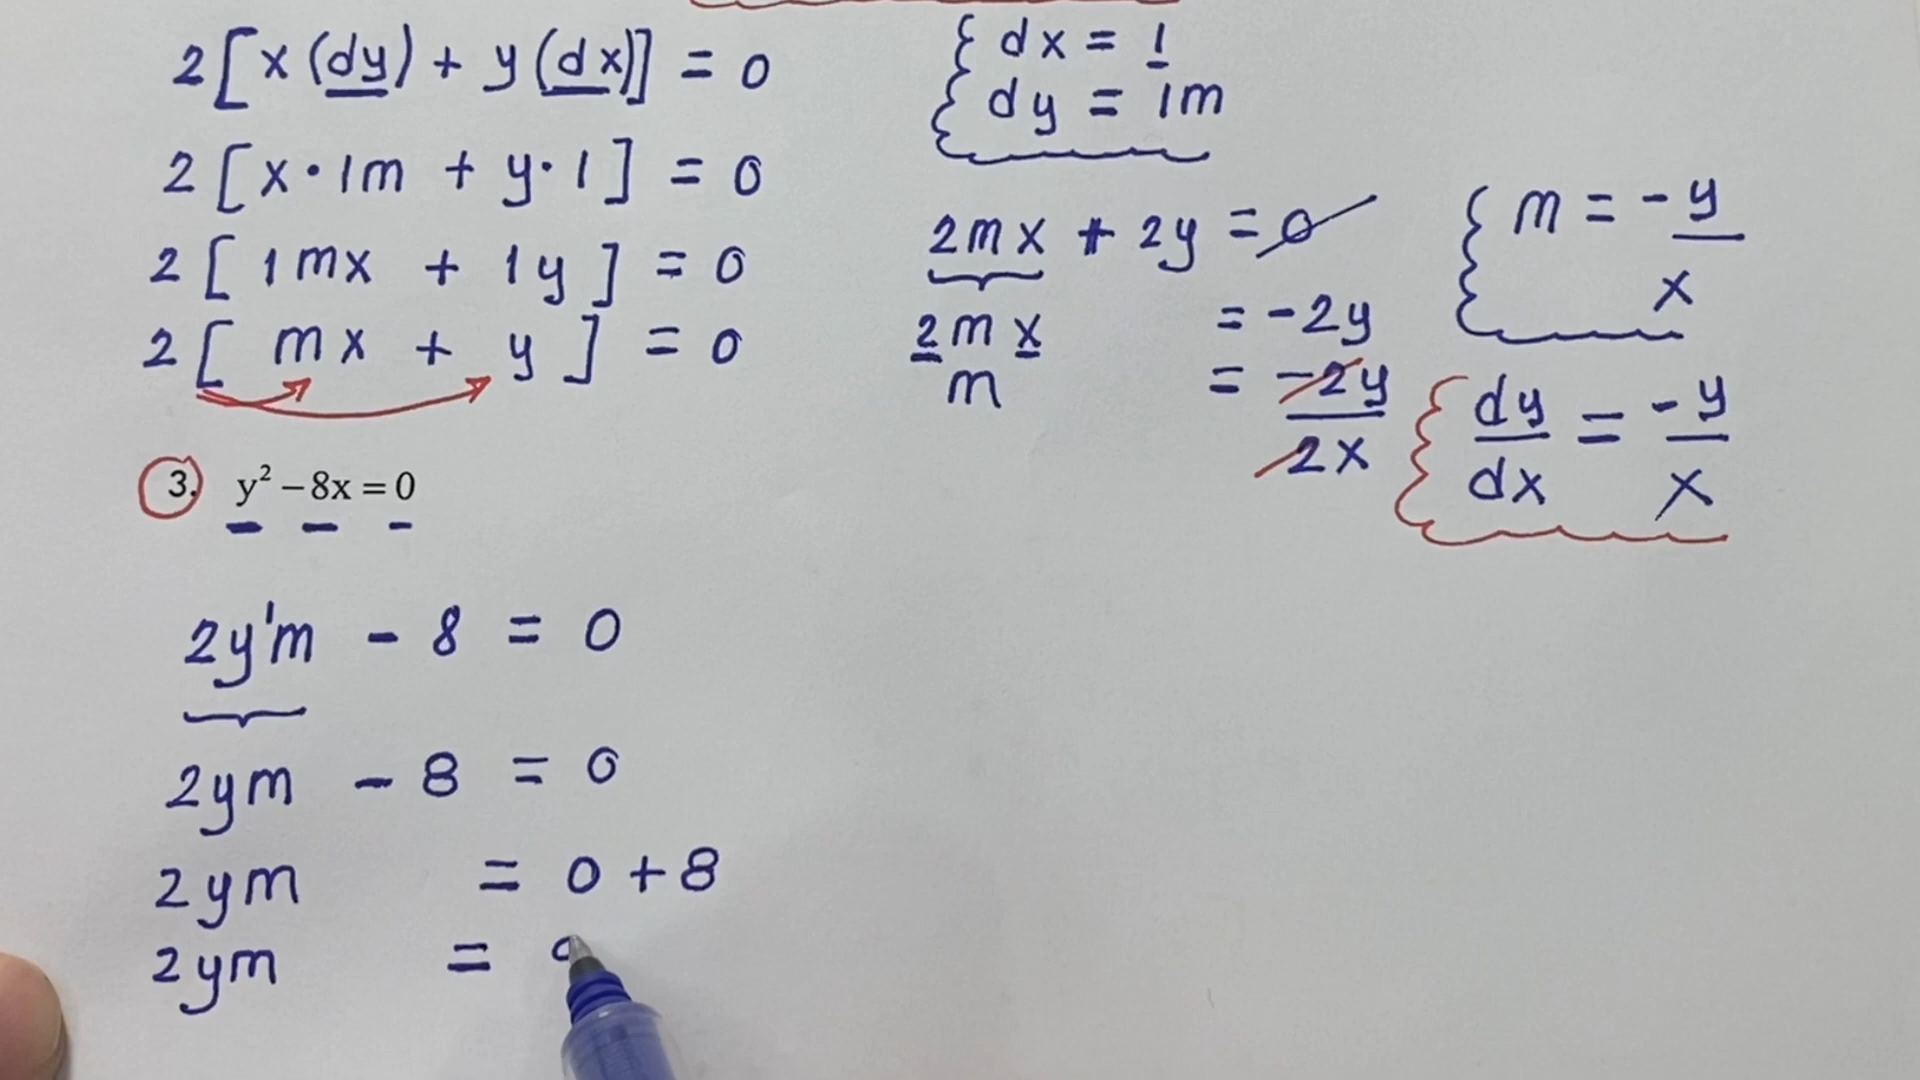 2[x(dy) + y(dx)] = 0
2[x·1m + y·1] = 0
2[1mx + 1y] = 0
2[mx + y] = 0
dx = 1
dy = 1m
2mx + 2y = 0
2mx = -2y
m = -2y
2x
m = -y
x
dy = -y
dx x
3. y² – 8x = 0
2y'm - 8 = 0
2ym - 8 = 0
2ym = 0 + 8
2ym =